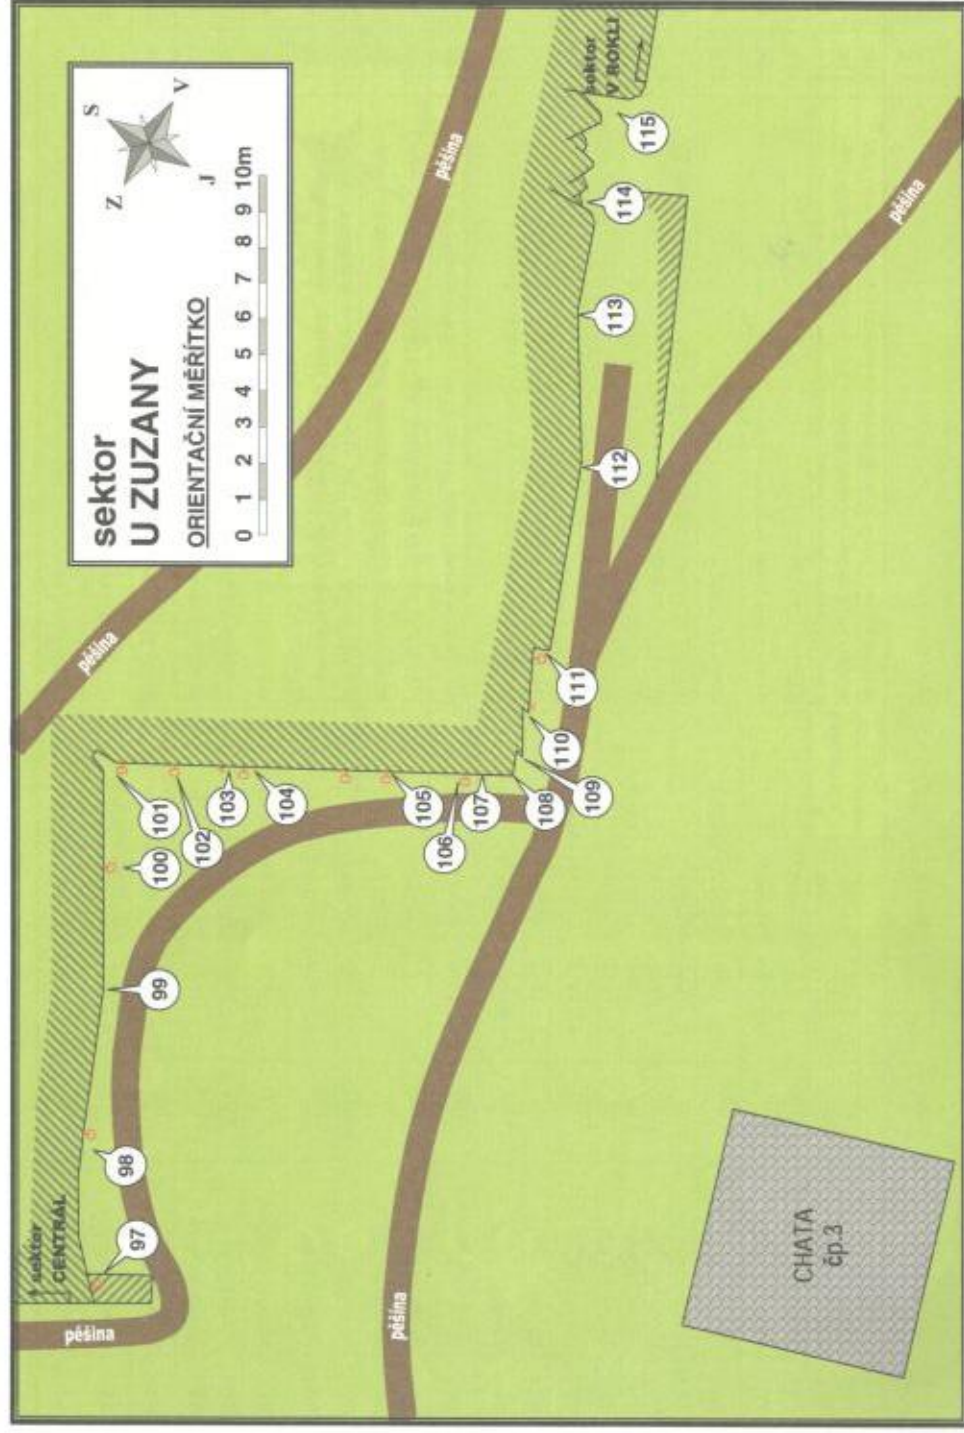 sektor
U ZUZANY
ORIENTAČNÍ MĚŘÍTKO
0 1 2 3 4 5 6 7 8 9 10m
S
V
J
Z
sektor
CENTRAL
sektor
V ROKLI
pěšina
pěšina
pěšina
pěšina
pěšina
97
98
99
100
101
102
103
104
105
106
107
108
109
110
111
112
113
114
115
CHATA
čp.3